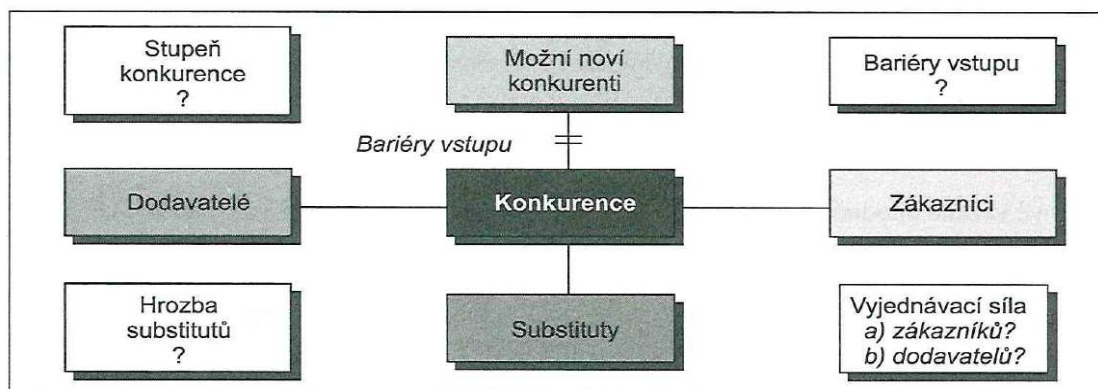 Stupeň
konkurence
?
Možní noví
konkurenti
Bariéry vstupu
?
Bariéry vstupu
Dodavatelé
Konkurence
Zákazníci
Hrozba
substitutů
?
Substituty
Vyjednávací síla
a) zákazníků?
b) dodavatelů?